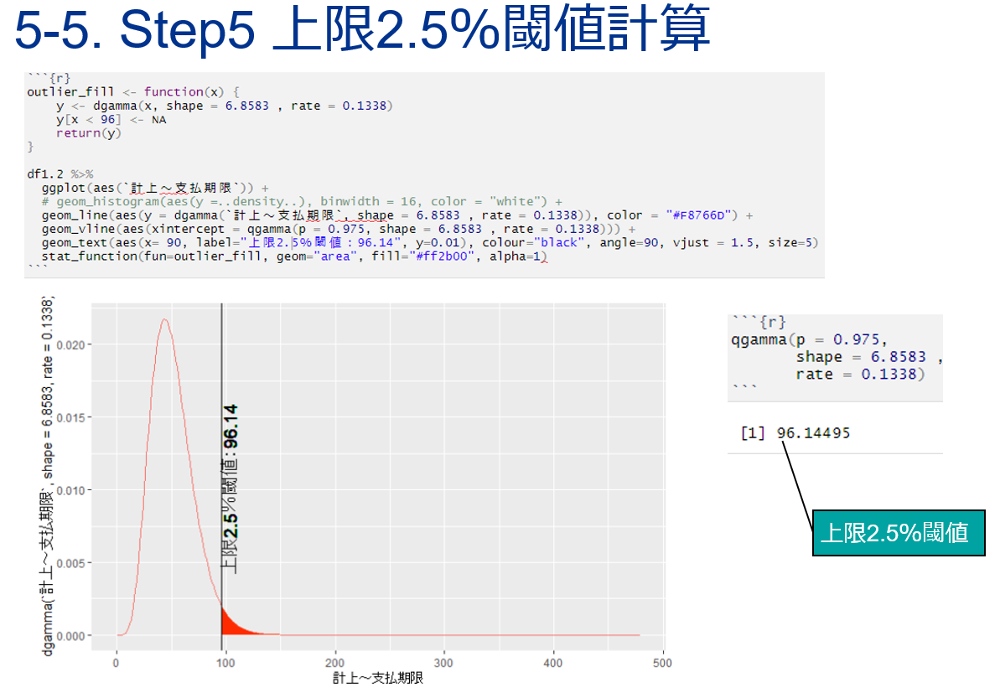 5-5. Step5 上限2.5%閾値計算
```{r}
outlier_fill <- function(x) {
    y <- dgamma(x, shape = 6.8583 , rate = 0.1338)
    y[x < 96] <- NA
    return(y)
}
df1.2 %>%
  ggplot(aes(`計上～支払期限`)) +
  # geom_histogram(aes(y =..density..), binwidth = 16, color = "white") +
  geom_line(aes(y = dgamma(`計上～支払期限`, shape = 6.8583 , rate = 0.1338)), color = "#F8766D") +
  geom_vline(aes(xintercept = qgamma(p = 0.975, shape = 6.8583 , rate = 0.1338))) +
  geom_text(aes(x= 90, label="上限2.5%閾値：96.14", y=0.01), colour="black", angle=90, vjust = 1.5, size=5)
  stat_function(fun=outlier_fill, geom="area", fill="#ff2b00", alpha=1)
```
dgamma(`計上～支払期限`, shape = 6.8583, rate = 0.1338)
0.020
0.015
0.010
0.005
0.000
上限2.5%閾値：96.14
0 100 200 300 400 500
計上～支払期限
```{r}
qgamma(p = 0.975,
       shape = 6.8583 ,
       rate = 0.1338)
```
[1] 96.14495
上限2.5%閾値